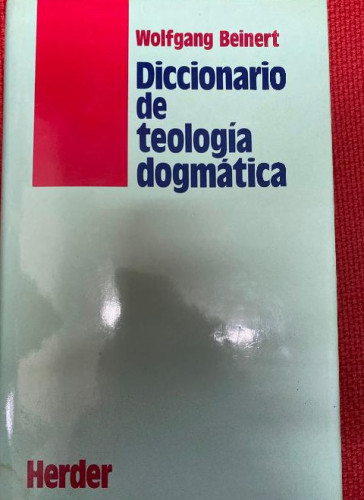 Wolfgang Beinert
Diccionario
de
teología
dogmática
Herder